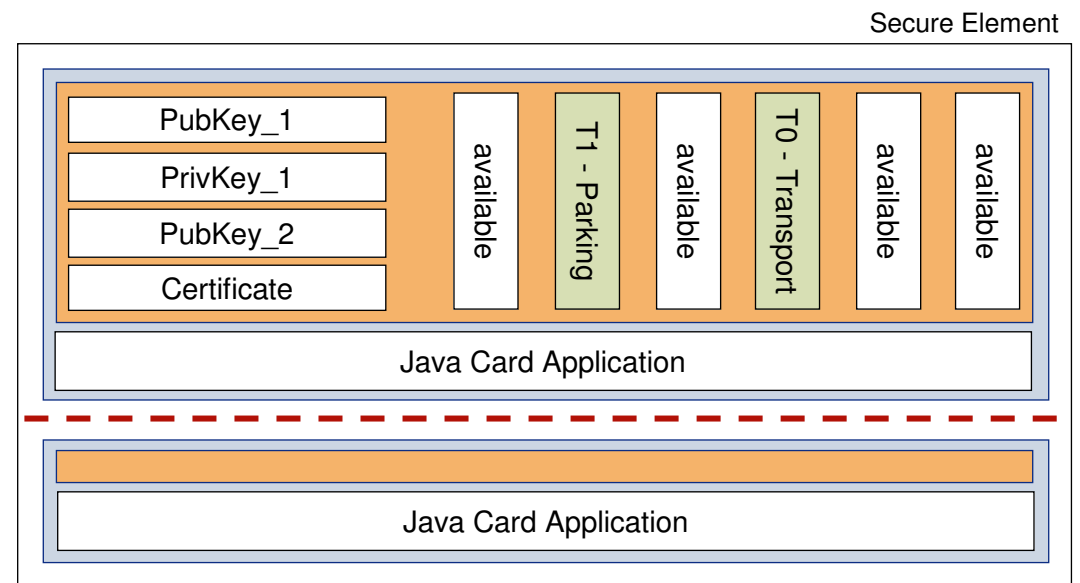 Secure Element
PubKey_1
PrivKey_1
PubKey_2
Certificate
available
T1 - Parking
available
T0 - Transport
available
available
Java Card Application
Java Card Application